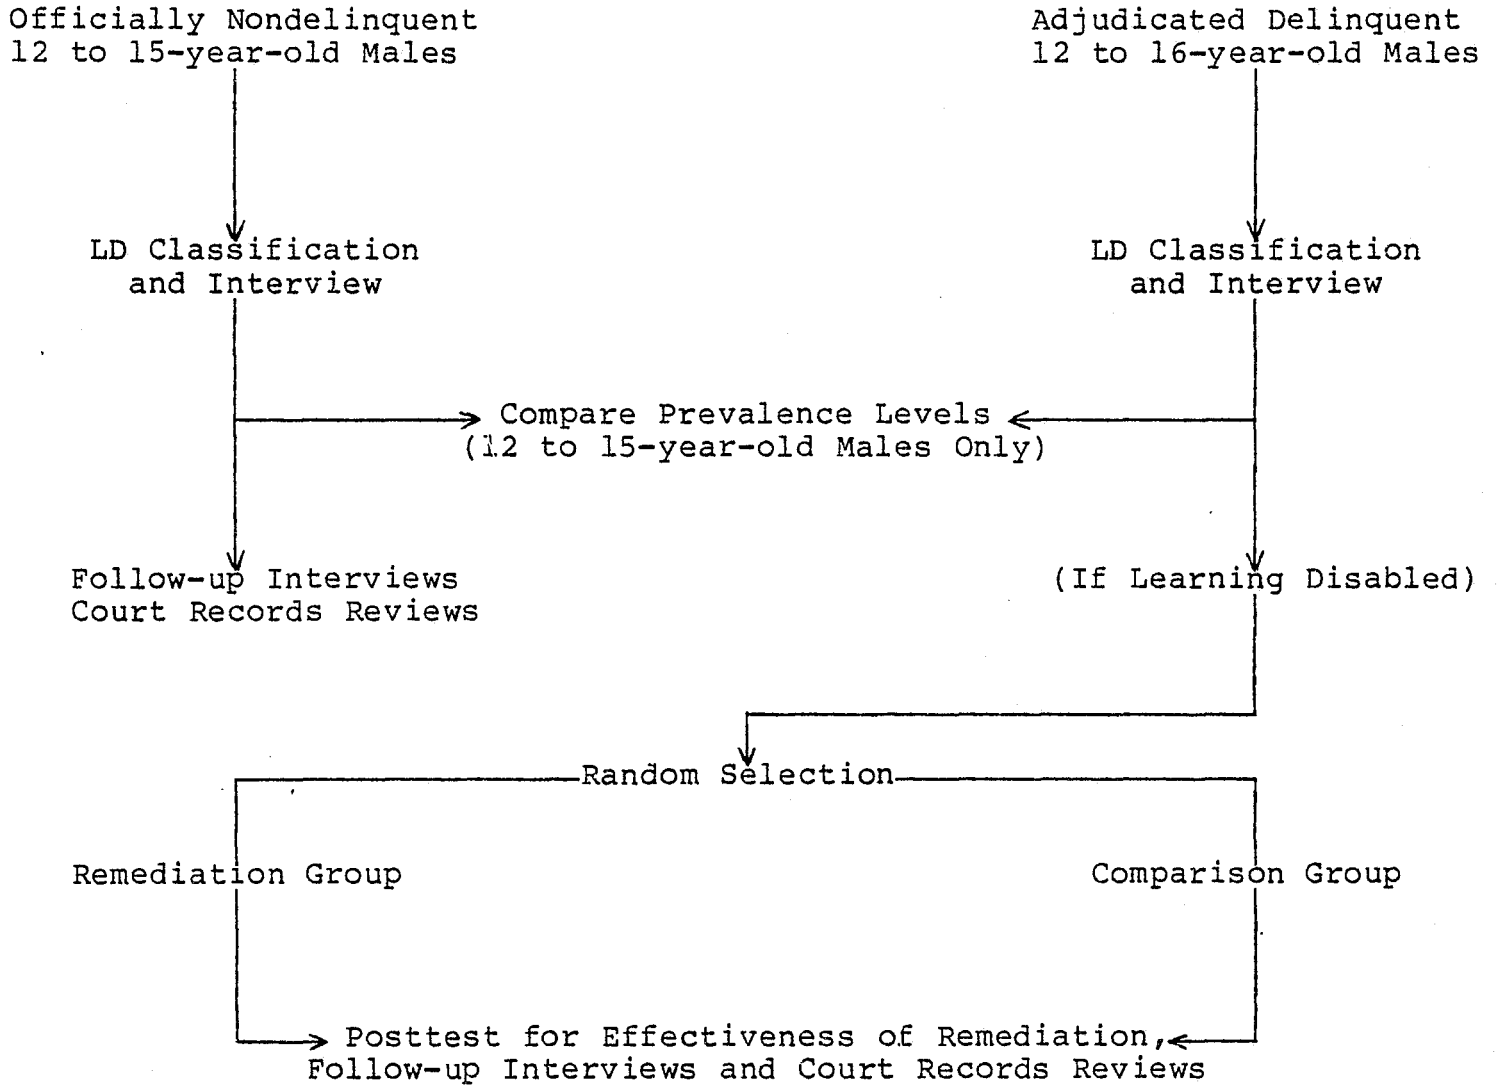 Officially Nondelinquent
12 to 15-year-old Males
Adjudicated Delinquent
12 to 16-year-old Males
LD Classification
and Interview
LD Classification
and Interview
Compare Prevalence Levels
(12 to 15-year-old Males Only)
Follow-up Interviews
Court Records Reviews
(If Learning Disabled)
Random Selection
Remediation Group
Comparison Group
Posttest for Effectiveness of Remediation,
Follow-up Interviews and Court Records Reviews